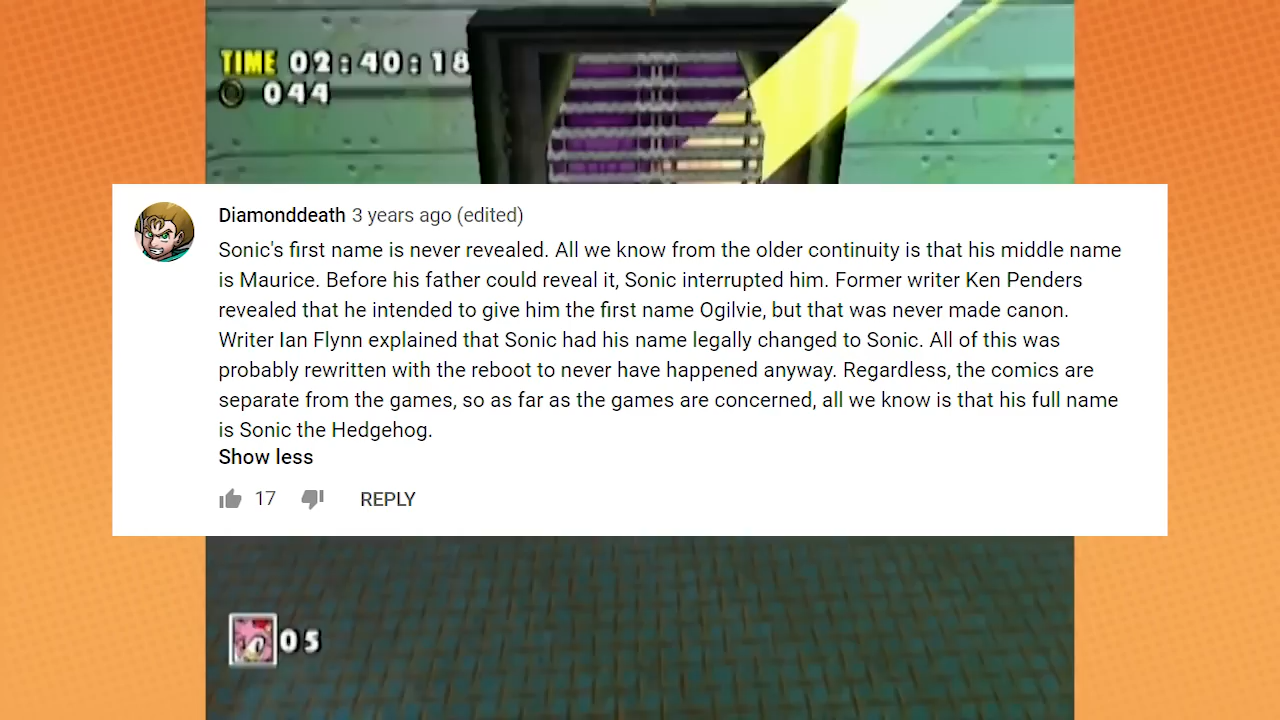 TIME 02:40:18
044
Diamonddeath 3 years ago (edited)
Sonic's first name is never revealed. All we know from the older continuity is that his middle name
is Maurice. Before his father could reveal it, Sonic interrupted him. Former writer Ken Penders
revealed that he intended to give him the first name Ogilvie, but that was never made canon.
Writer Ian Flynn explained that Sonic had his name legally changed to Sonic. All of this was
probably rewritten with the reboot to never have happened anyway. Regardless, the comics are
separate from the games, so as far as the games are concerned, all we know is that his full name
is Sonic the Hedgehog.
Show less
17 REPLY
05